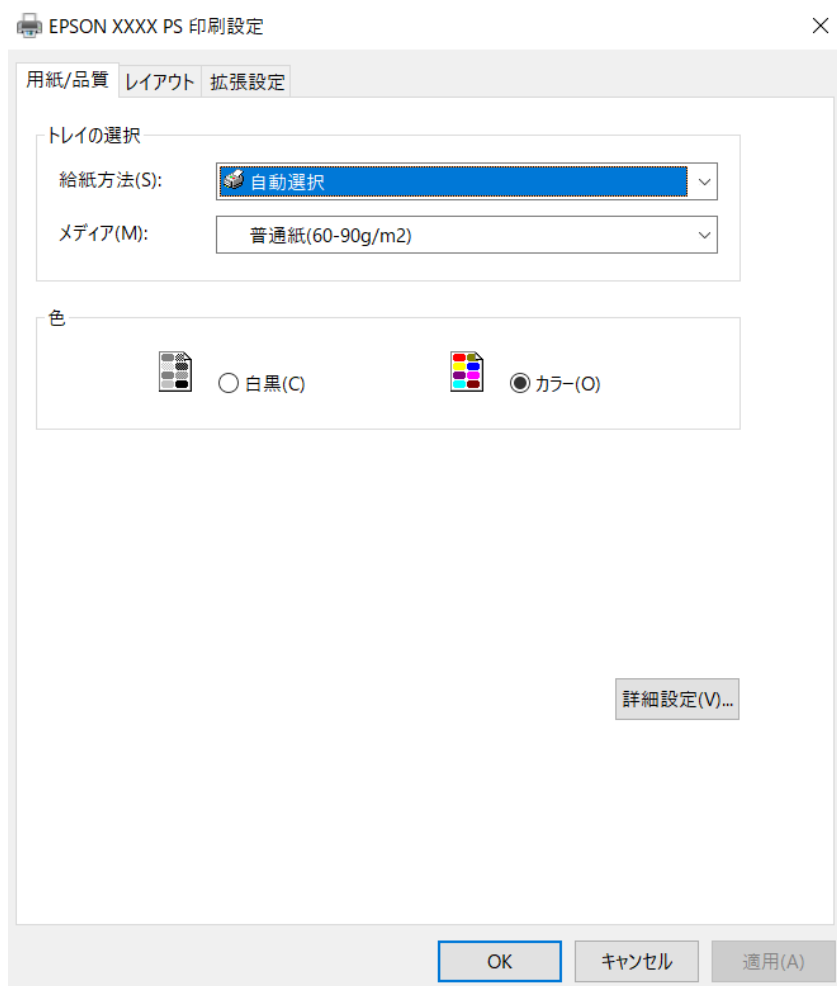 EPSON XXXX PS 印刷設定
用紙/品質 レイアウト 拡張設定
トレイの選択
給紙方法(S): 自動選択
メディア(M): 普通紙(60-90g/m2)
色
白黒(C) カラー(O)
詳細設定(V)...
OK キャンセル 適用(A)